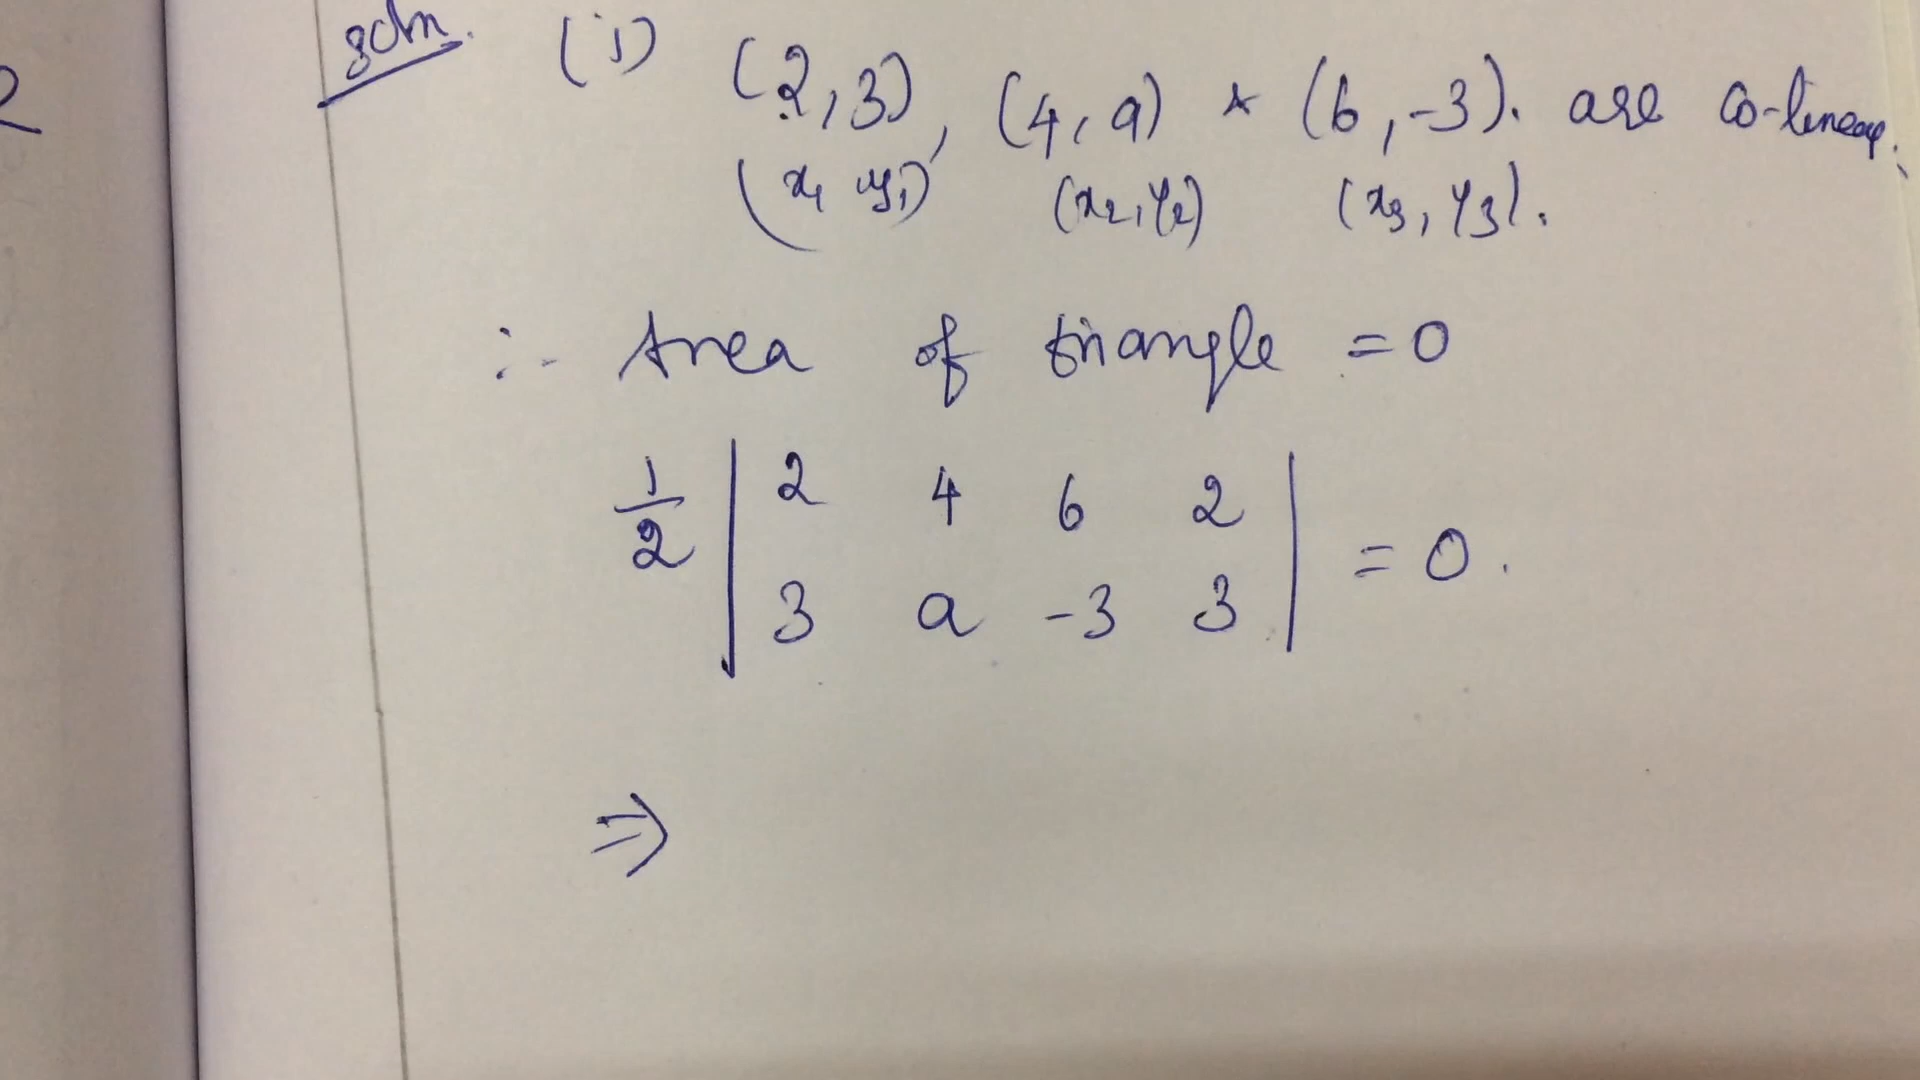 2
soln. (i) (2,3), (4,a) & (6,-3). are co-linear.
(x₁ y₁) (x₂,y₂) (x₃,y₃).
∴ Area of triangle = 0
1/2 | 2 4 6 2 | = 0.
| 3 a -3 3 |
⇒